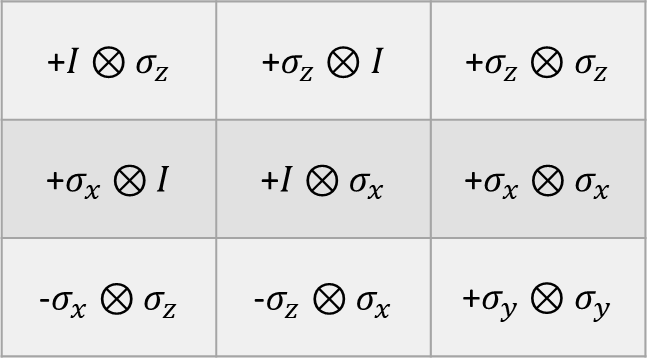 +I ⊗ σz +σz ⊗ I +σz ⊗ σz
+σx ⊗ I +I ⊗ σx +σx ⊗ σx
-σx ⊗ σz -σz ⊗ σx +σy ⊗ σy